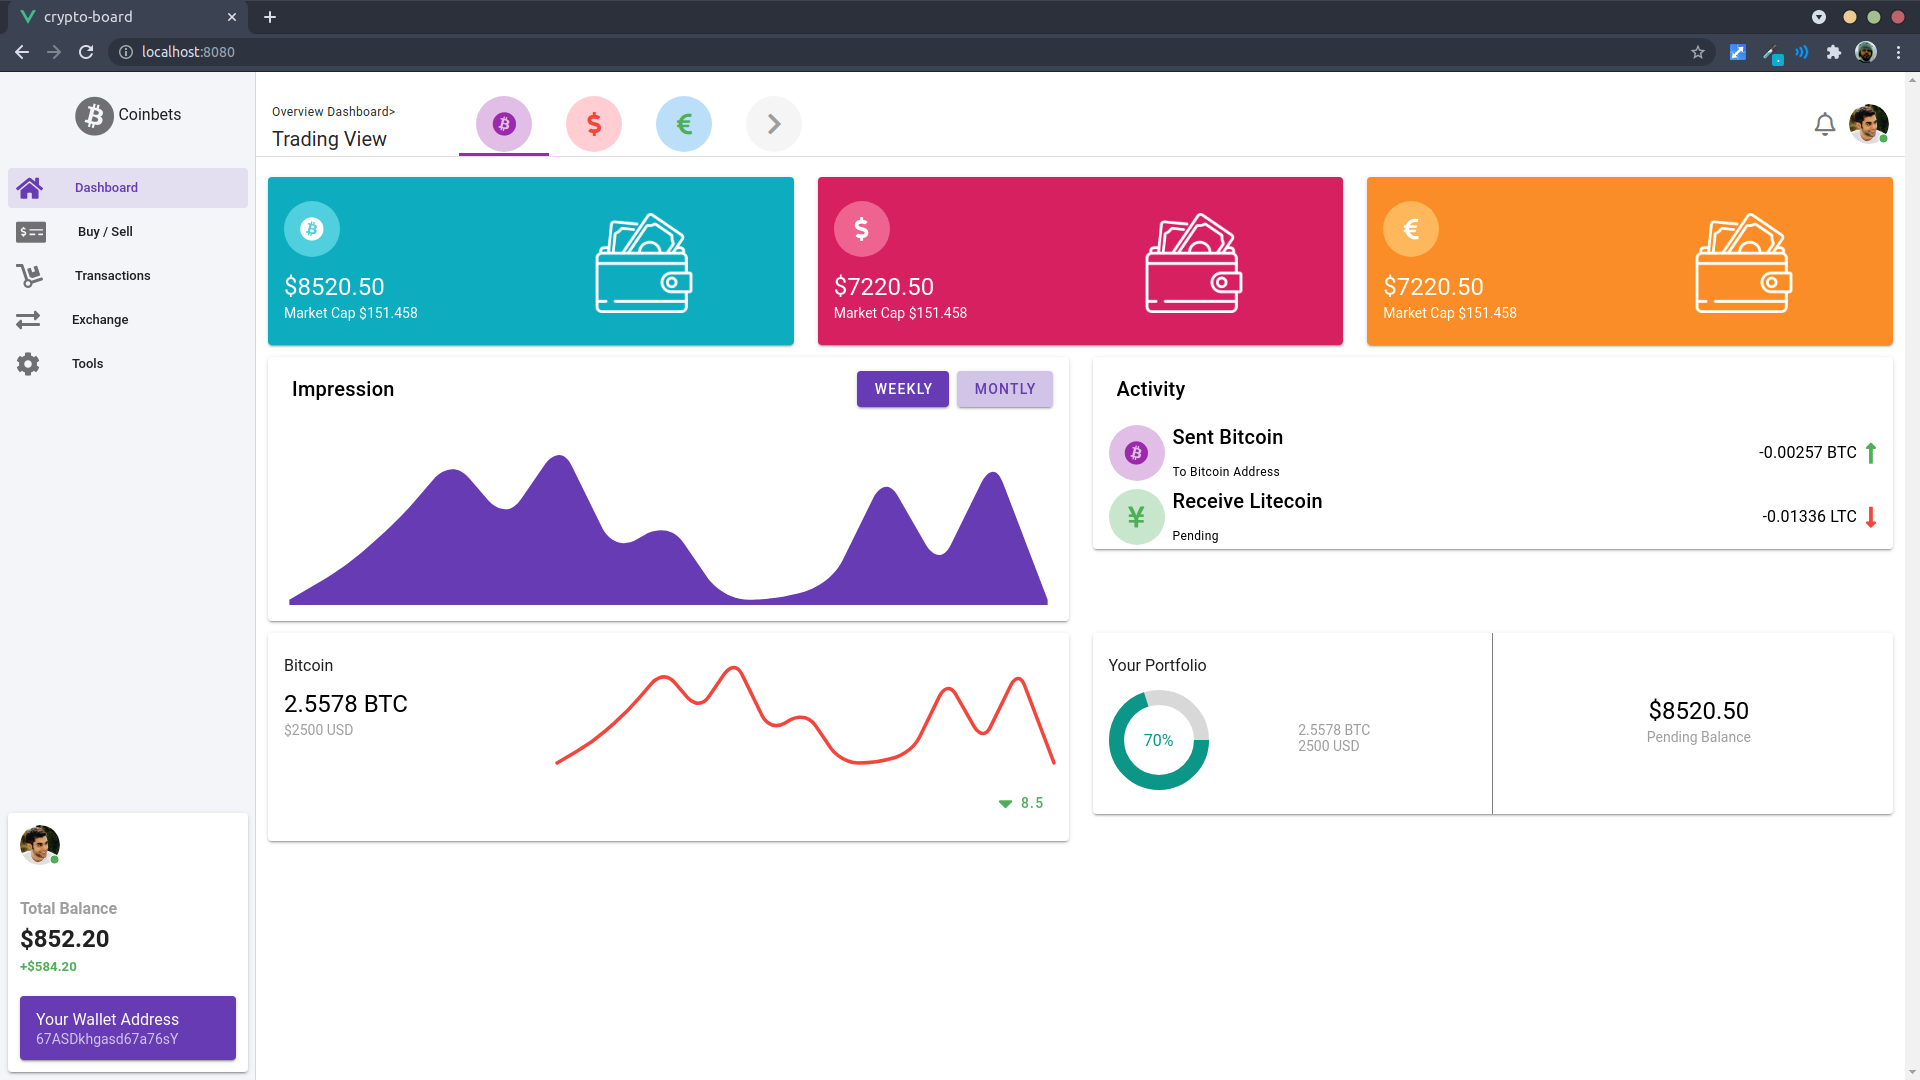 crypto-board
localhost:8080
Coinbets
Dashboard
Buy / Sell
Transactions
Exchange
Tools
Total Balance
$852.20
+$584.20
Your Wallet Address
67ASDkhgasd67a76sY
Overview Dashboard>
Trading View
$8520.50
Market Cap $151.458
$7220.50
Market Cap $151.458
$7220.50
Market Cap $151.458
Impression
WEEKLY
MONTLY
Activity
Sent Bitcoin
To Bitcoin Address
-0.00257 BTC
Receive Litecoin
Pending
-0.01336 LTC
Bitcoin
2.5578 BTC
$2500 USD
8.5
Your Portfolio
70%
2.5578 BTC
2500 USD
$8520.50
Pending Balance